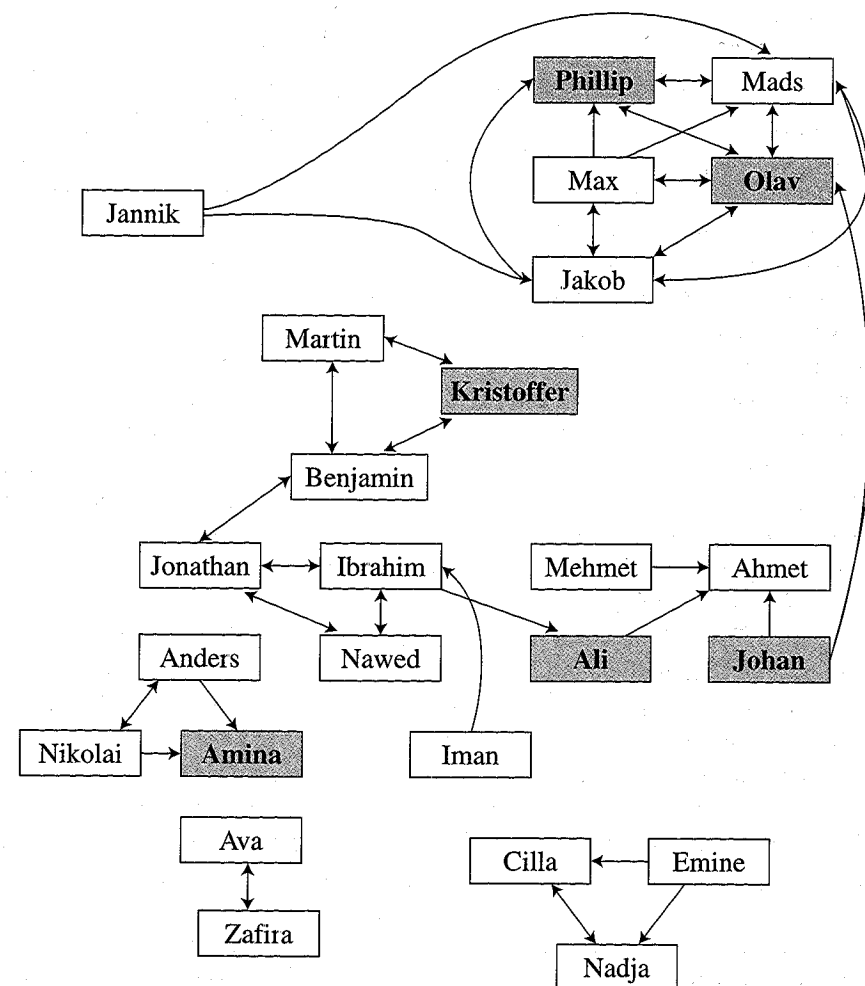 Phillip
Mads
Max
Olav
Jannik
Jakob
Martin
Kristoffer
Benjamin
Jonathan
Ibrahim
Mehmet
Ahmet
Anders
Nawed
Ali
Johan
Nikolai
Amina
Iman
Ava
Cilla
Emine
Zafira
Nadja